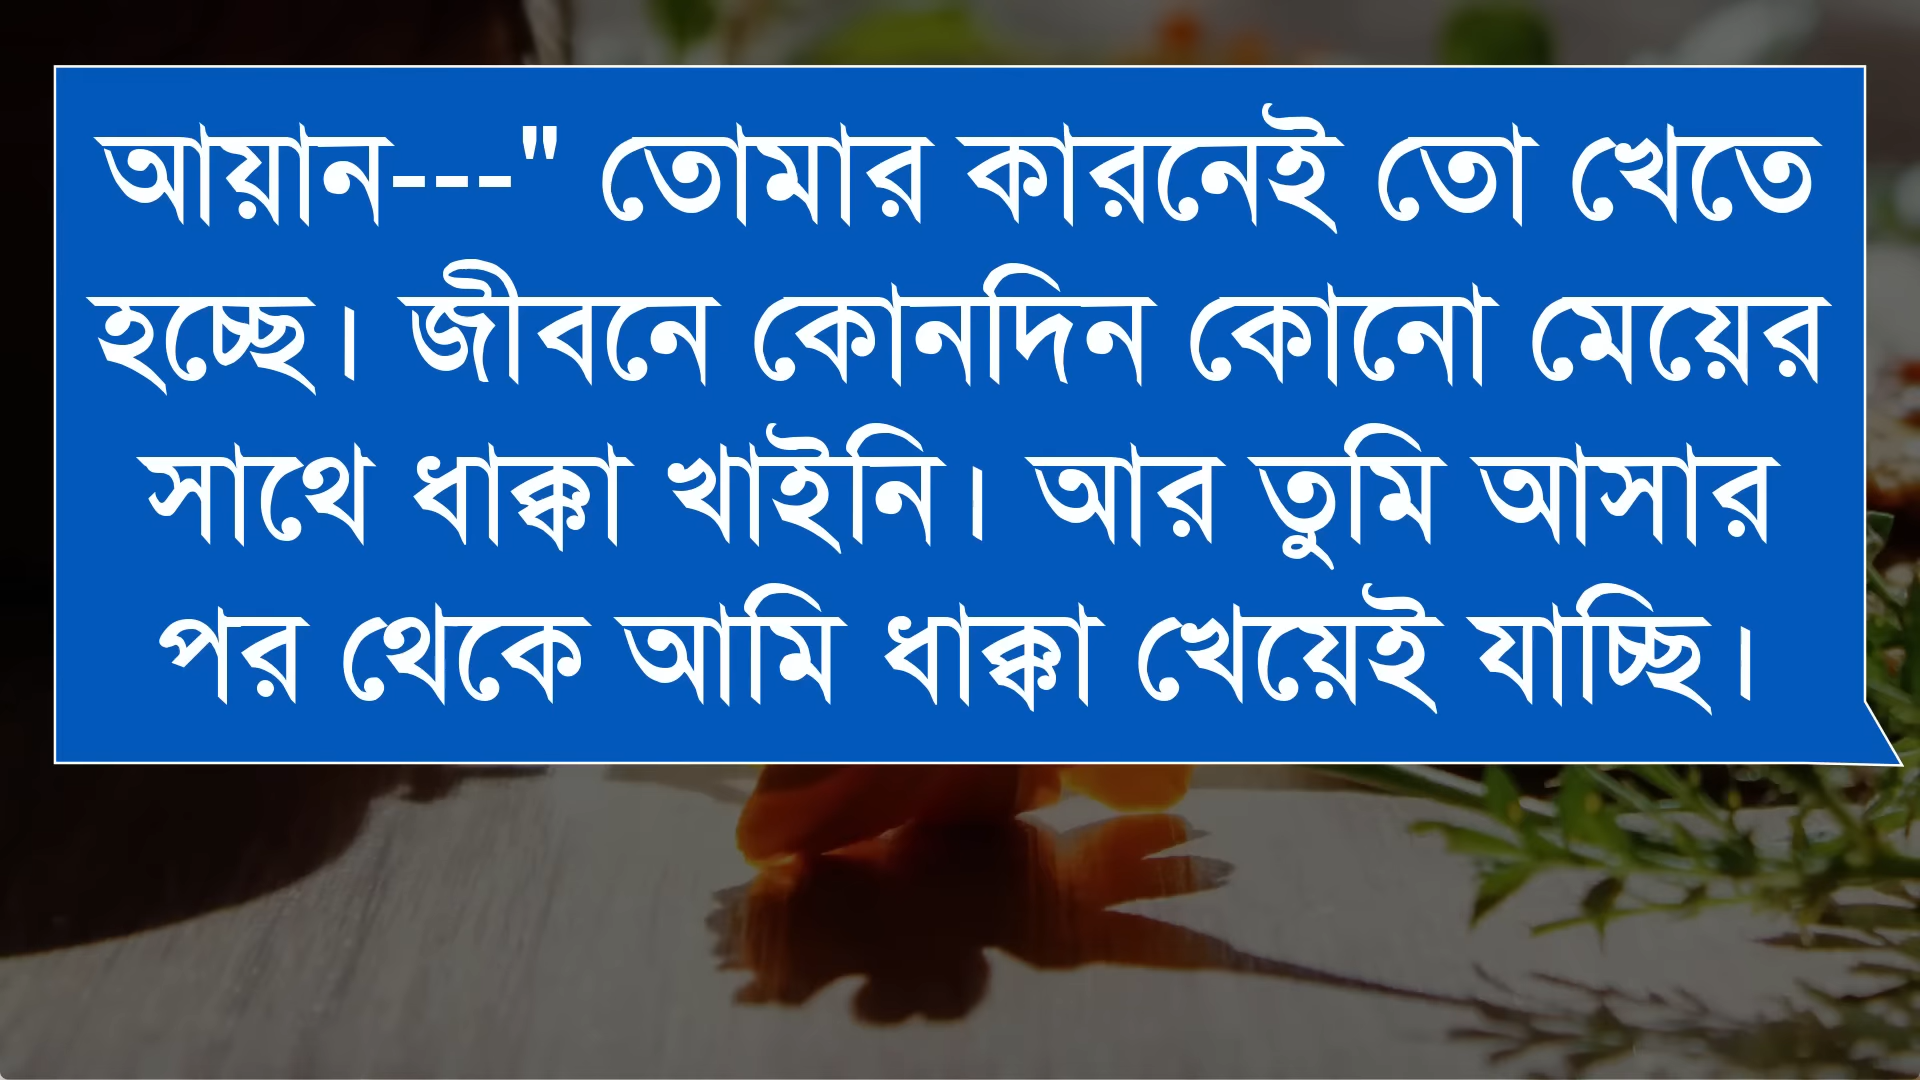 আয়ান---" তোমার কারনেই তো খেতে
হচ্ছে। জীবনে কোনদিন কোনো মেয়ের
সাথে ধাক্কা খাইনি। আর তুমি আসার
পর থেকে আমি ধাক্কা খেয়েই যাচ্ছি।